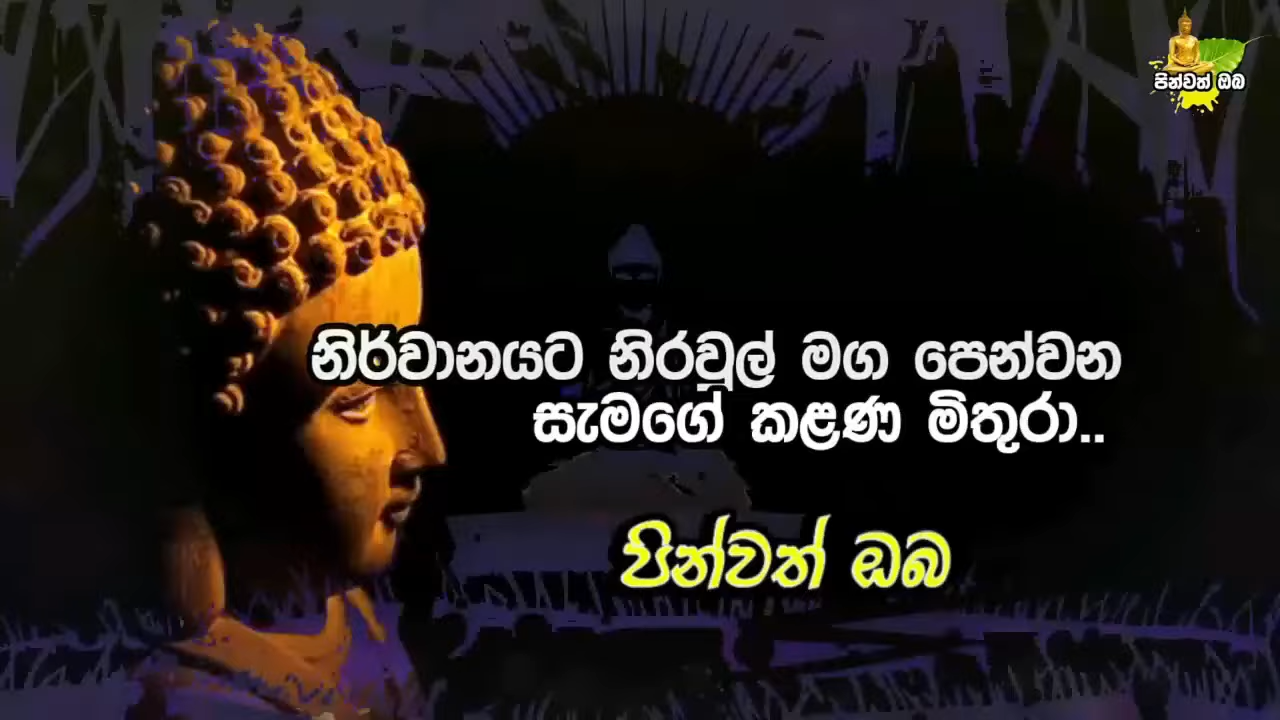 පින්වත් ඔබ
නිර්වානයට නිරවුල් මග පෙන්වන
සැමගේ කළණ මිතුරා..
පින්වත් ඔබ